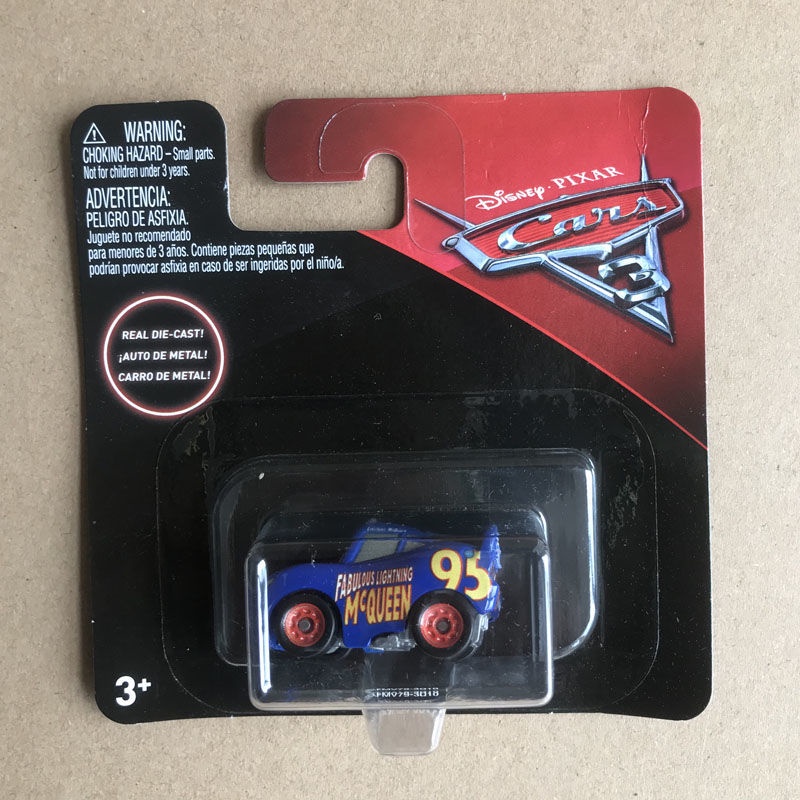 WARNING:
CHOKING HAZARD – Small parts.
Not for children under 3 years.
ADVERTENCIA:
PELIGRO DE ASFIXIA.
Juguete no recomendado
para menores de 3 años. Contiene piezas pequeñas que
podrían provocar asfixia en caso de ser ingeridas por el niño/a.
Disney · PIXAR
Cars
3
REAL DIE-CAST!
¡AUTO DE METAL!
CARRO DE METAL!
FABULOUS LIGHTNING
McQUEEN
95
3+